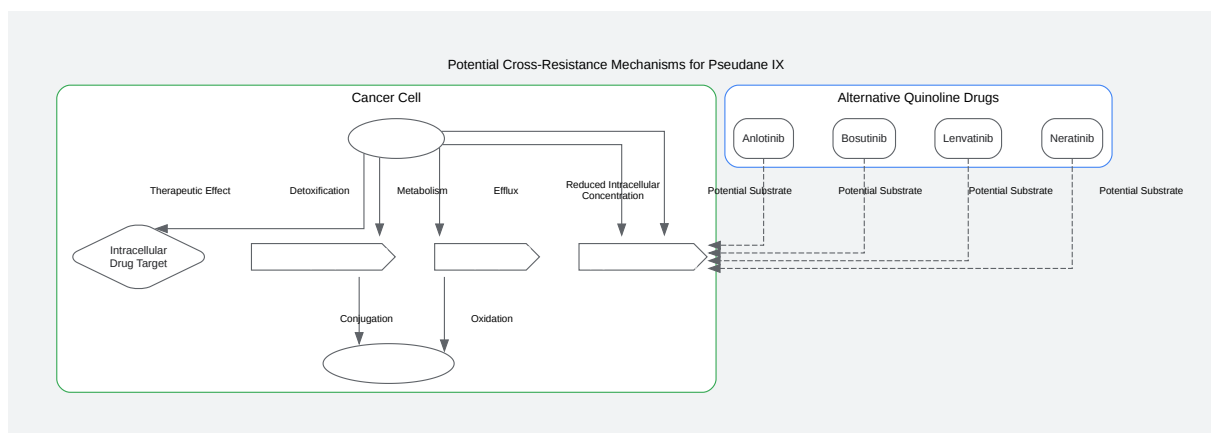 Potential Cross-Resistance Mechanisms for Pseudane IX
Cancer Cell
Alternative Quinoline Drugs
Anlotinib
Bosutinib
Lenvatinib
Neratinib
Therapeutic Effect
Detoxification
Metabolism
Efflux
Reduced Intracellular
Concentration
Potential Substrate
Potential Substrate
Potential Substrate
Potential Substrate
Intracellular
Drug Target
Conjugation
Oxidation